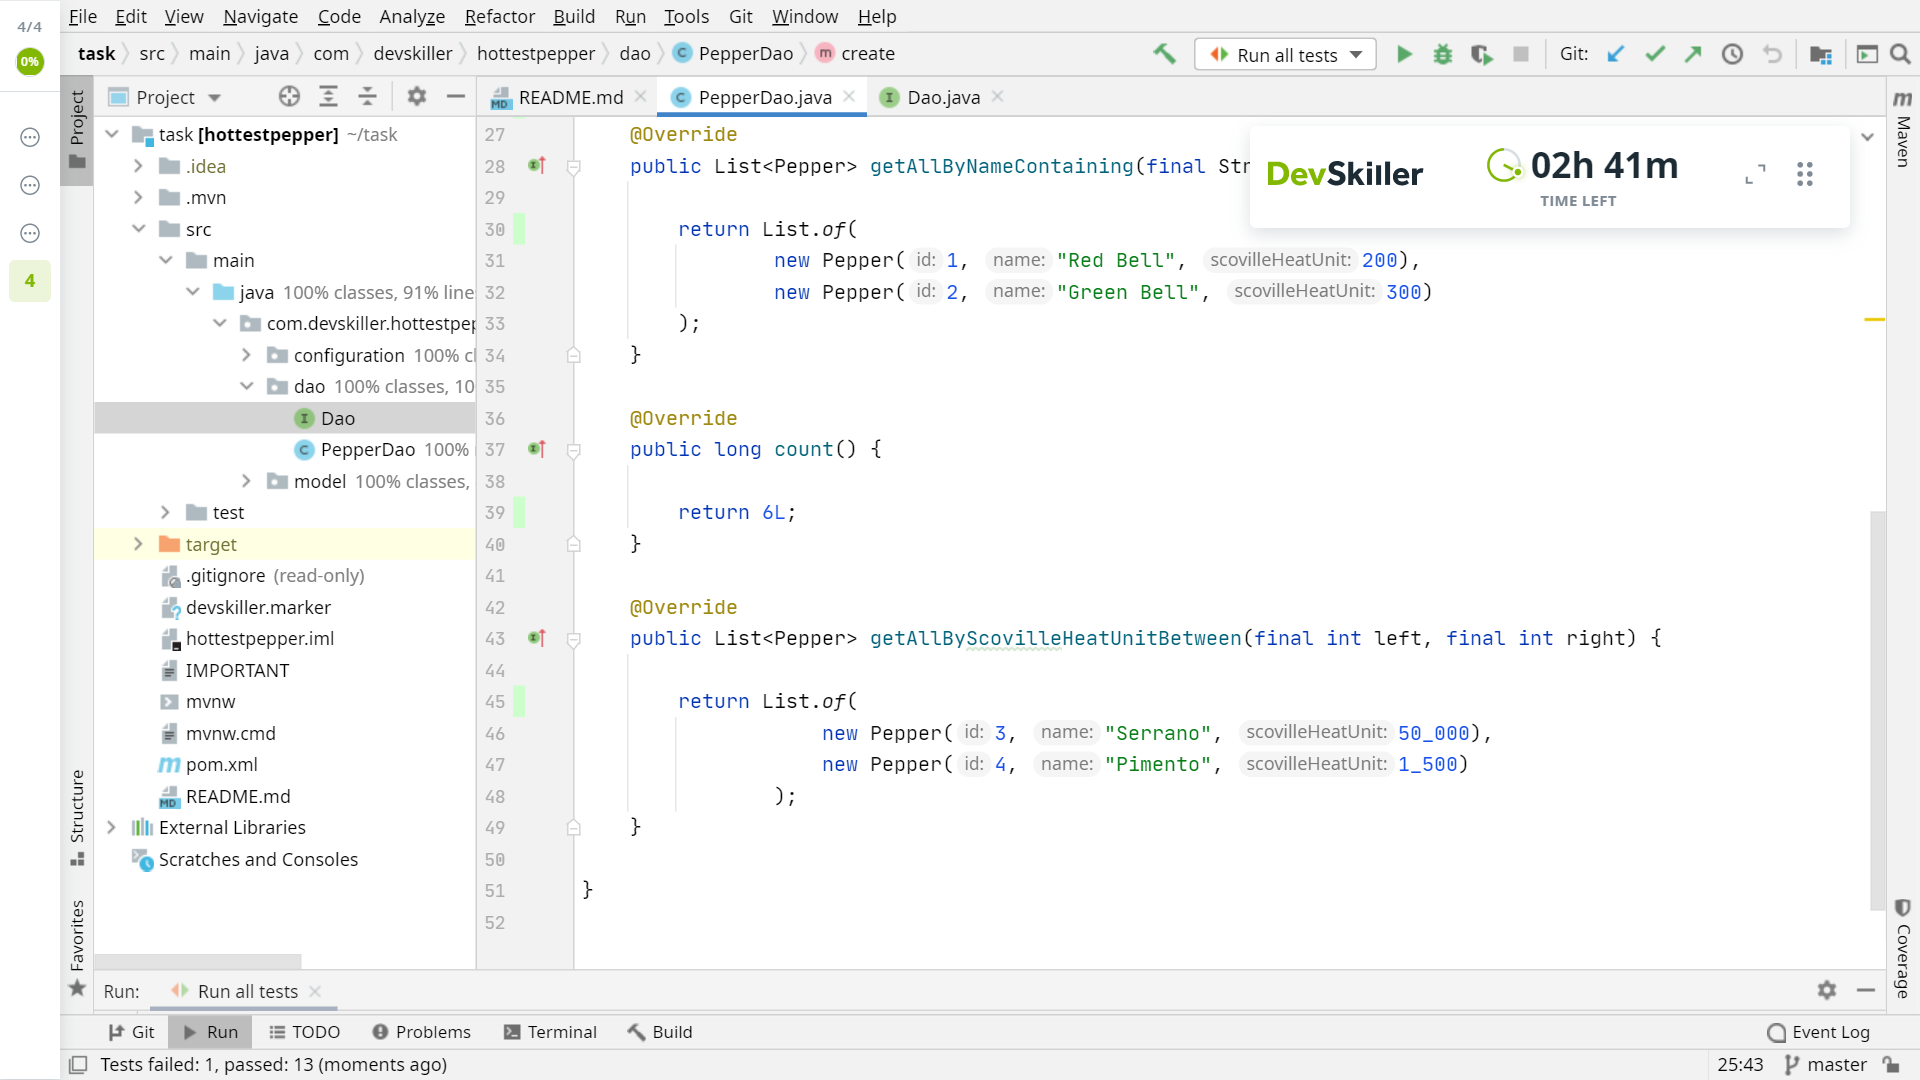 4/4
0%
4
File Edit View Navigate Code Analyze Refactor Build Run Tools Git Window Help
task src main java com devskiller hottestpepper dao C PepperDao m create
Run all tests Git:
Project
Structure
Favorites
Project
task [hottestpepper] ~/task
.idea
.mvn
src
main
java 100% classes, 91% line
com.devskiller.hottestpep
configuration 100% cl
dao 100% classes, 10
I Dao
C PepperDao 100%
model 100% classes,
test
target
.gitignore (read-only)
devskiller.marker
hottestpepper.iml
IMPORTANT
mvnw
mvnw.cmd
m pom.xml
MD README.md
External Libraries
Scratches and Consoles
MD README.md C PepperDao.java I Dao.java
27 @Override
28 public List<Pepper> getAllByNameContaining(final Str
29
30 return List.of(
31 new Pepper( id: 1, name: "Red Bell", scovilleHeatUnit: 200),
32 new Pepper( id: 2, name: "Green Bell", scovilleHeatUnit: 300)
33 );
34 }
35
36 @Override
37 public long count() {
38
39 return 6L;
40 }
41
42 @Override
43 public List<Pepper> getAllByScovilleHeatUnitBetween(final int left, final int right) {
44
45 return List.of(
46 new Pepper( id: 3, name: "Serrano", scovilleHeatUnit: 50_000),
47 new Pepper( id: 4, name: "Pimento", scovilleHeatUnit: 1_500)
48 );
49 }
50
51 }
52
DevSkiller
02h 41m
TIME LEFT
m Maven
Coverage
Run: Run all tests
Git Run TODO Problems Terminal Build Event Log
Tests failed: 1, passed: 13 (moments ago) 25:43 master